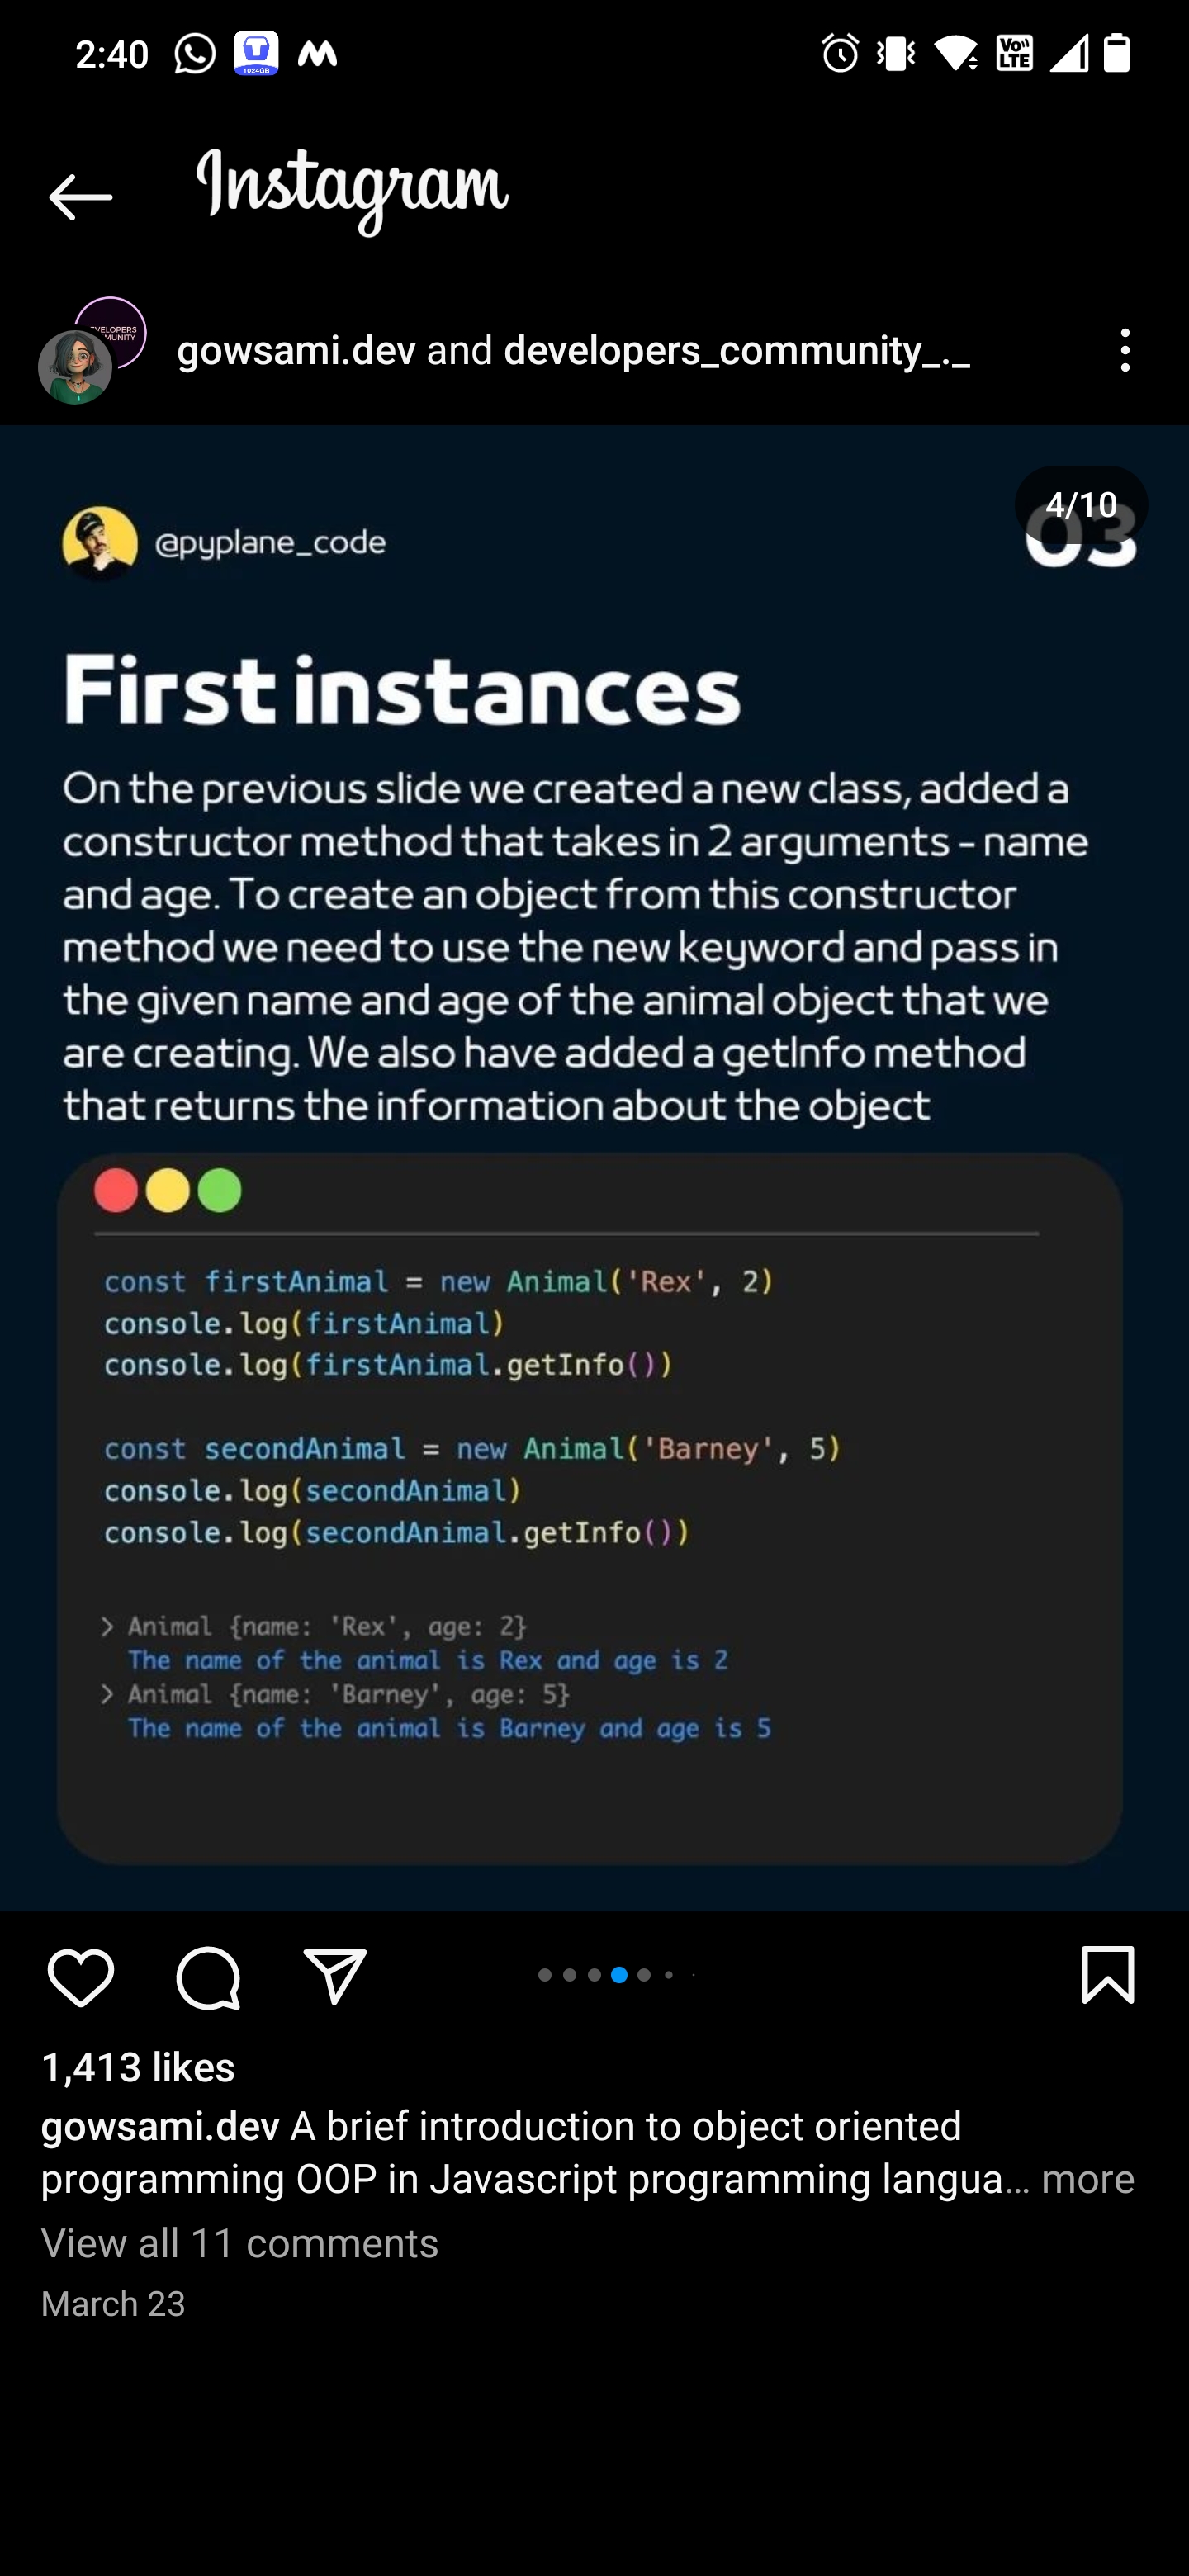 2:40
1024GB
Vo)) LTE
Instagram
VELOPERS
MUNITY
gowsami.dev and developers_community_._
4/10
03
@pyplane_code
First instances
On the previous slide we created a new class, added a
constructor method that takes in 2 arguments - name
and age. To create an object from this constructor
method we need to use the new keyword and pass in
the given name and age of the animal object that we
are creating. We also have added a getInfo method
that returns the information about the object
const firstAnimal = new Animal('Rex', 2)
console.log(firstAnimal)
console.log(firstAnimal.getInfo())
const secondAnimal = new Animal('Barney', 5)
console.log(secondAnimal)
console.log(secondAnimal.getInfo())
> Animal {name: 'Rex', age: 2}
The name of the animal is Rex and age is 2
> Animal {name: 'Barney', age: 5}
The name of the animal is Barney and age is 5
1,413 likes
gowsami.dev A brief introduction to object oriented
programming OOP in Javascript programming langua... more
View all 11 comments
March 23